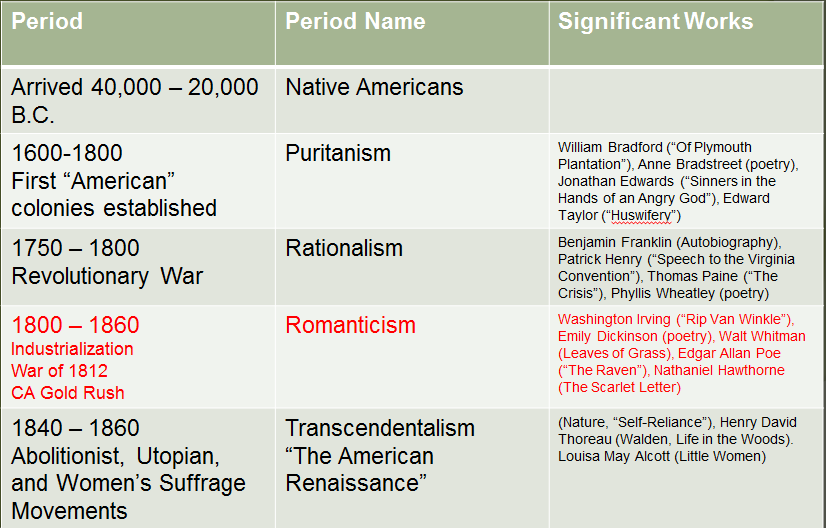 Period
Period Name
Significant Works
Arrived 40,000 – 20,000
B.C.
Native Americans
1600-1800
First “American”
colonies established
Puritanism
William Bradford (“Of Plymouth
Plantation”), Anne Bradstreet (poetry),
Jonathan Edwards (“Sinners in the
Hands of an Angry God”), Edward
Taylor (“Huswifery”)
1750 – 1800
Revolutionary War
Rationalism
Benjamin Franklin (Autobiography),
Patrick Henry (“Speech to the Virginia
Convention”), Thomas Paine (“The
Crisis”), Phyllis Wheatley (poetry)
1800 – 1860
Industrialization
War of 1812
CA Gold Rush
Romanticism
Washington Irving (“Rip Van Winkle”),
Emily Dickinson (poetry), Walt Whitman
(Leaves of Grass), Edgar Allan Poe
(“The Raven”), Nathaniel Hawthorne
(The Scarlet Letter)
1840 – 1860
Abolitionist, Utopian,
and Women’s Suffrage
Movements
Transcendentalism
“The American
Renaissance”
(Nature, “Self-Reliance”), Henry David
Thoreau (Walden, Life in the Woods).
Louisa May Alcott (Little Women)